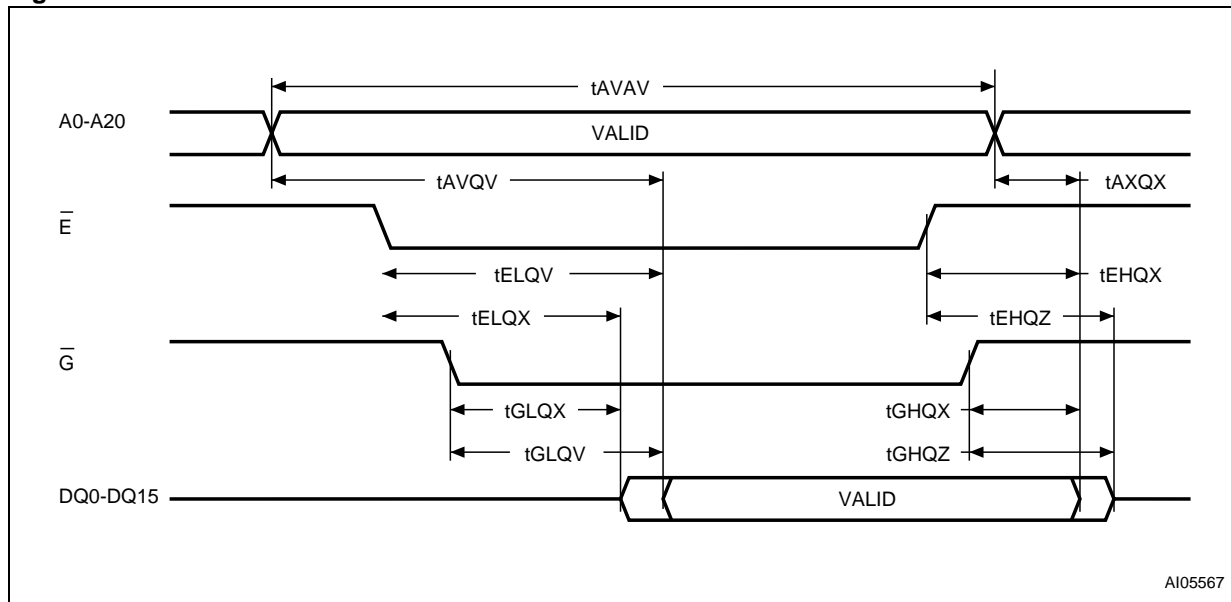 tAVAV
A0-A20
VALID
tAVQV
tAXQX
E̅
tELQV
tEHQX
tELQX
tEHQZ
G̅
tGLQX
tGHQX
tGLQV
tGHQZ
DQ0-DQ15
VALID
AI05567